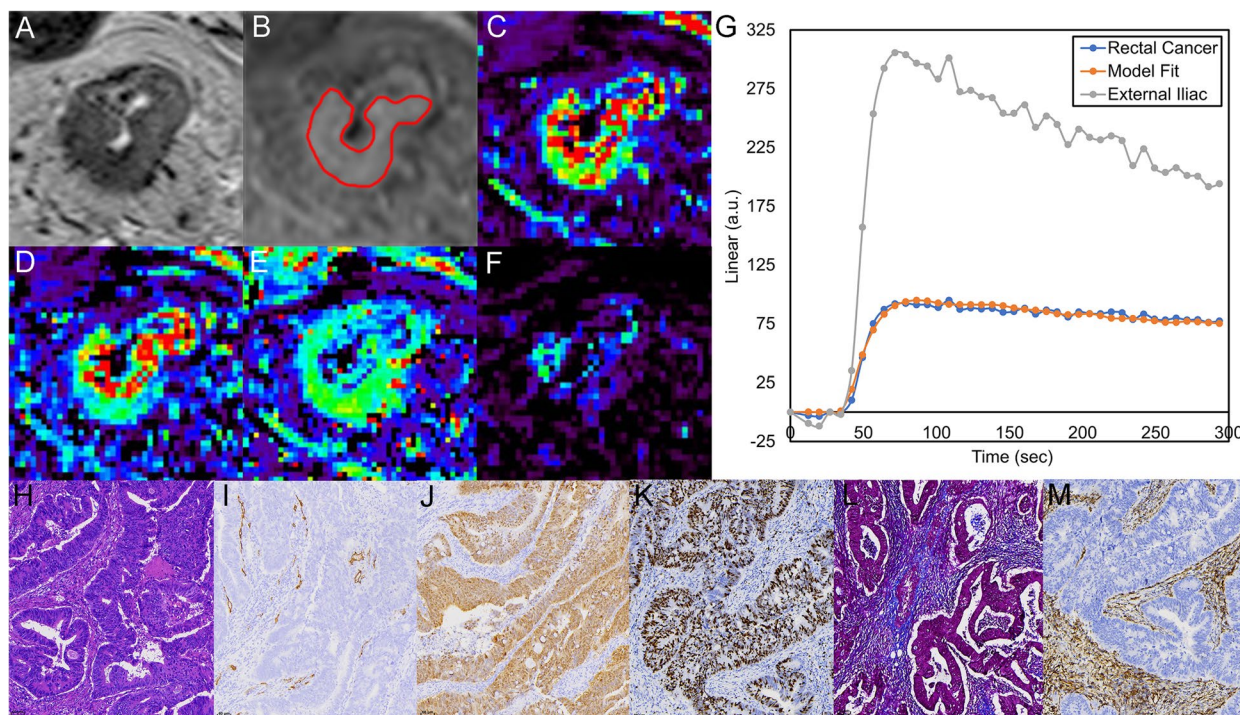 A
B
C
G
D
E
F
325
275
225
175
125
75
25
-25
Linear (a.u.)
Rectal Cancer
Model Fit
External Iliac
0
50
100
150
200
250
300
Time (sec)
H
I
J
K
L
M